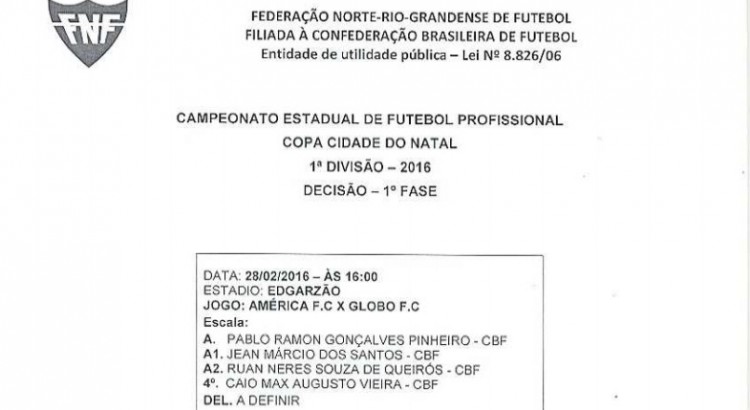 FNF
FEDERAÇÃO NORTE-RIO-GRANDENSE DE FUTEBOL
FILIADA À CONFEDERAÇÃO BRASILEIRA DE FUTEBOL
Entidade de utilidade pública – Lei Nº 8.826/06
CAMPEONATO ESTADUAL DE FUTEBOL PROFISSIONAL
COPA CIDADE DO NATAL
1ª DIVISÃO – 2016
DECISÃO – 1º FASE
DATA: 28/02/2016 – ÀS 16:00
ESTADIO: EDGARZÃO
JOGO: AMÉRICA F.C X GLOBO F.C
Escala:
A. PABLO RAMON GONÇALVES PINHEIRO - CBF
A1. JEAN MÁRCIO DOS SANTOS - CBF
A2. RUAN NERES SOUZA DE QUEIRÓS - CBF
4º. CAIO MAX AUGUSTO VIEIRA - CBF
DEL. A DEFINIR